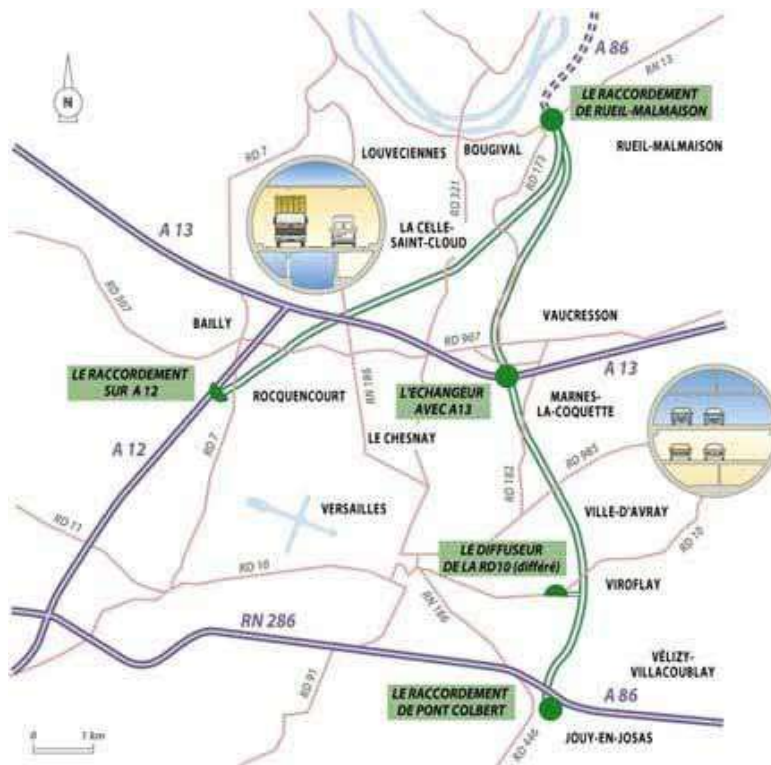 A 86
RN 13
LE RACCORDEMENT
DE RUEIL-MALMAISON
N
RD 7
LOUVECIENNES
BOUGIVAL
RUEIL-MALMAISON
RD 173
RD 321
A 13
LA CELLE-
SAINT-CLOUD
RD 307
BAILLY
VAUCRESSON
RD 907
LE RACCORDEMENT
SUR A 12
ROCQUENCOURT
RN 186
L'ECHANGEUR
AVEC A13
A 13
MARNES-
LA-COQUETTE
A 12
LE CHESNAY
RD 7
RD 182
RD 985
VERSAILLES
VILLE-D'AVRAY
RD 11
RD 10
LE DIFFUSEUR
DE LA RD10 (différé)
RD 10
VIROFLAY
RN 286
RN 186
VÉLIZY-
VILLACOUBLAY
RD 91
LE RACCORDEMENT
DE PONT COLBERT
A 86
RD 446
JOUY-EN-JOSAS
0 1 km